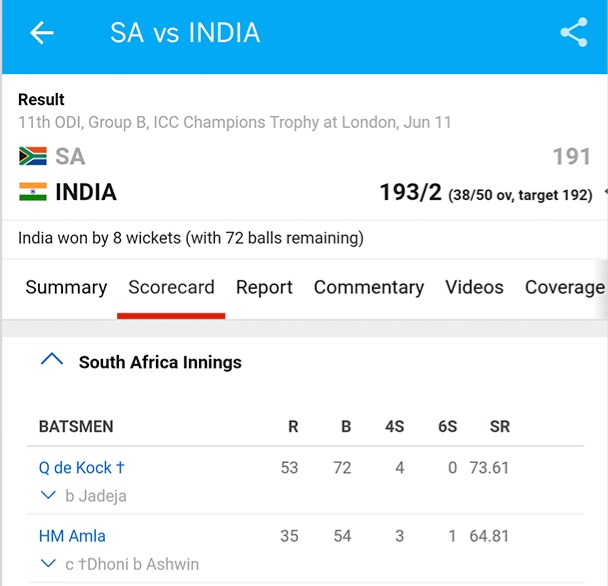 SA vs INDIA
Result
11th ODI, Group B, ICC Champions Trophy at London, Jun 11
SA 191
INDIA 193/2 (38/50 ov, target 192)
India won by 8 wickets (with 72 balls remaining)
Summary Scorecard Report Commentary Videos Coverage
South Africa Innings
BATSMEN R B 4S 6S SR
Q de Kock † 53 72 4 0 73.61
b Jadeja
HM Amla 35 54 3 1 64.81
c †Dhoni b Ashwin